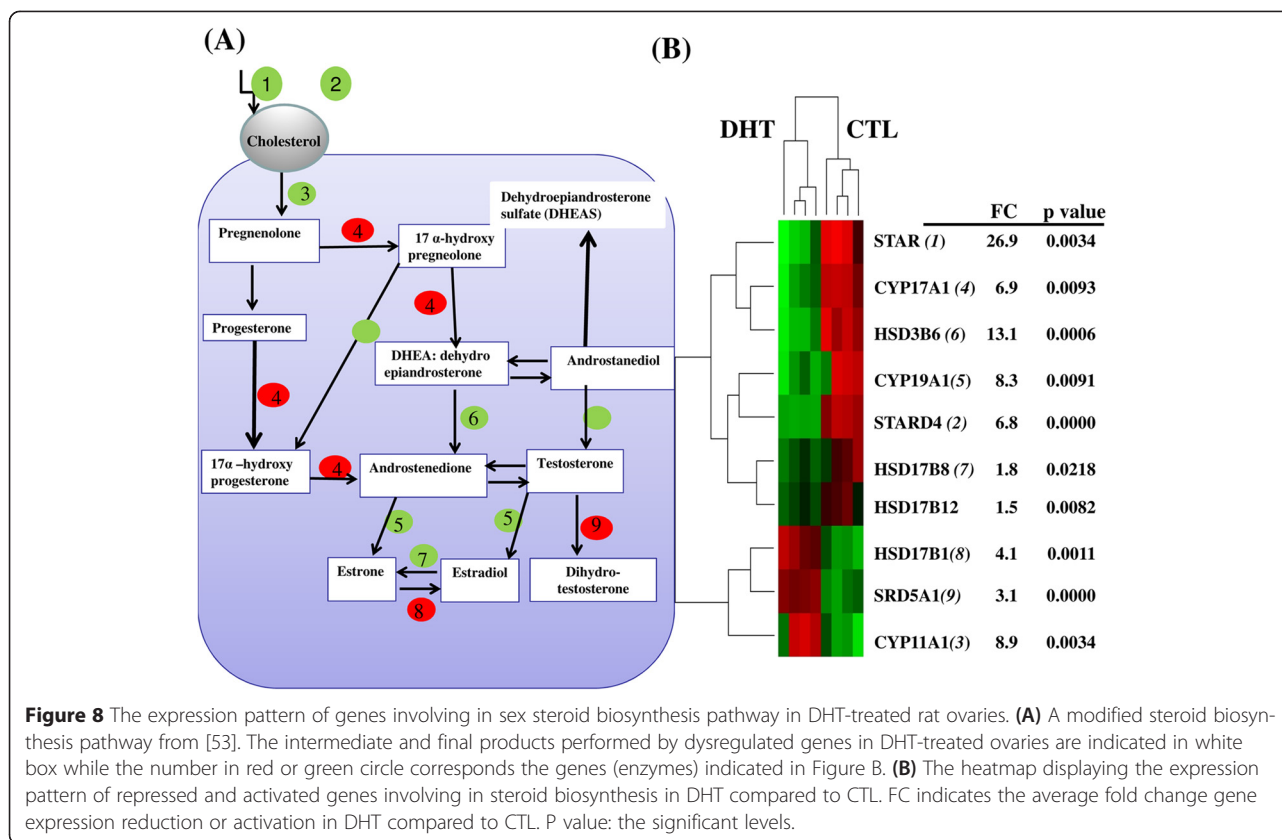 (A)
(B)
1
2
Cholesterol
3
Pregnenolone
4
17 α-hydroxy
pregneolone
Dehydroepiandrosterone
sulfate (DHEAS)
4
Progesterone
DHEA: dehydro
epiandrosterone
Androstanediol
4
6
17α –hydroxy
progesterone
4
Androstenedione
Testosterone
5
5
9
Estrone
7
8
Estradiol
Dihydro-
testosterone
DHT
CTL
FC p value
STAR (1) 26.9 0.0034
CYP17A1 (4) 6.9 0.0093
HSD3B6 (6) 13.1 0.0006
CYP19A1(5) 8.3 0.0091
STARD4 (2) 6.8 0.0000
HSD17B8 (7) 1.8 0.0218
HSD17B12 1.5 0.0082
HSD17B1(8) 4.1 0.0011
SRD5A1(9) 3.1 0.0000
CYP11A1(3) 8.9 0.0034
Figure 8 The expression pattern of genes involving in sex steroid biosynthesis pathway in DHT-treated rat ovaries. (A) A modified steroid biosyn-
thesis pathway from [53]. The intermediate and final products performed by dysregulated genes in DHT-treated ovaries are indicated in white
box while the number in red or green circle corresponds the genes (enzymes) indicated in Figure B. (B) The heatmap displaying the expression
pattern of repressed and activated genes involving in steroid biosynthesis in DHT compared to CTL. FC indicates the average fold change gene
expression reduction or activation in DHT compared to CTL. P value: the significant levels.